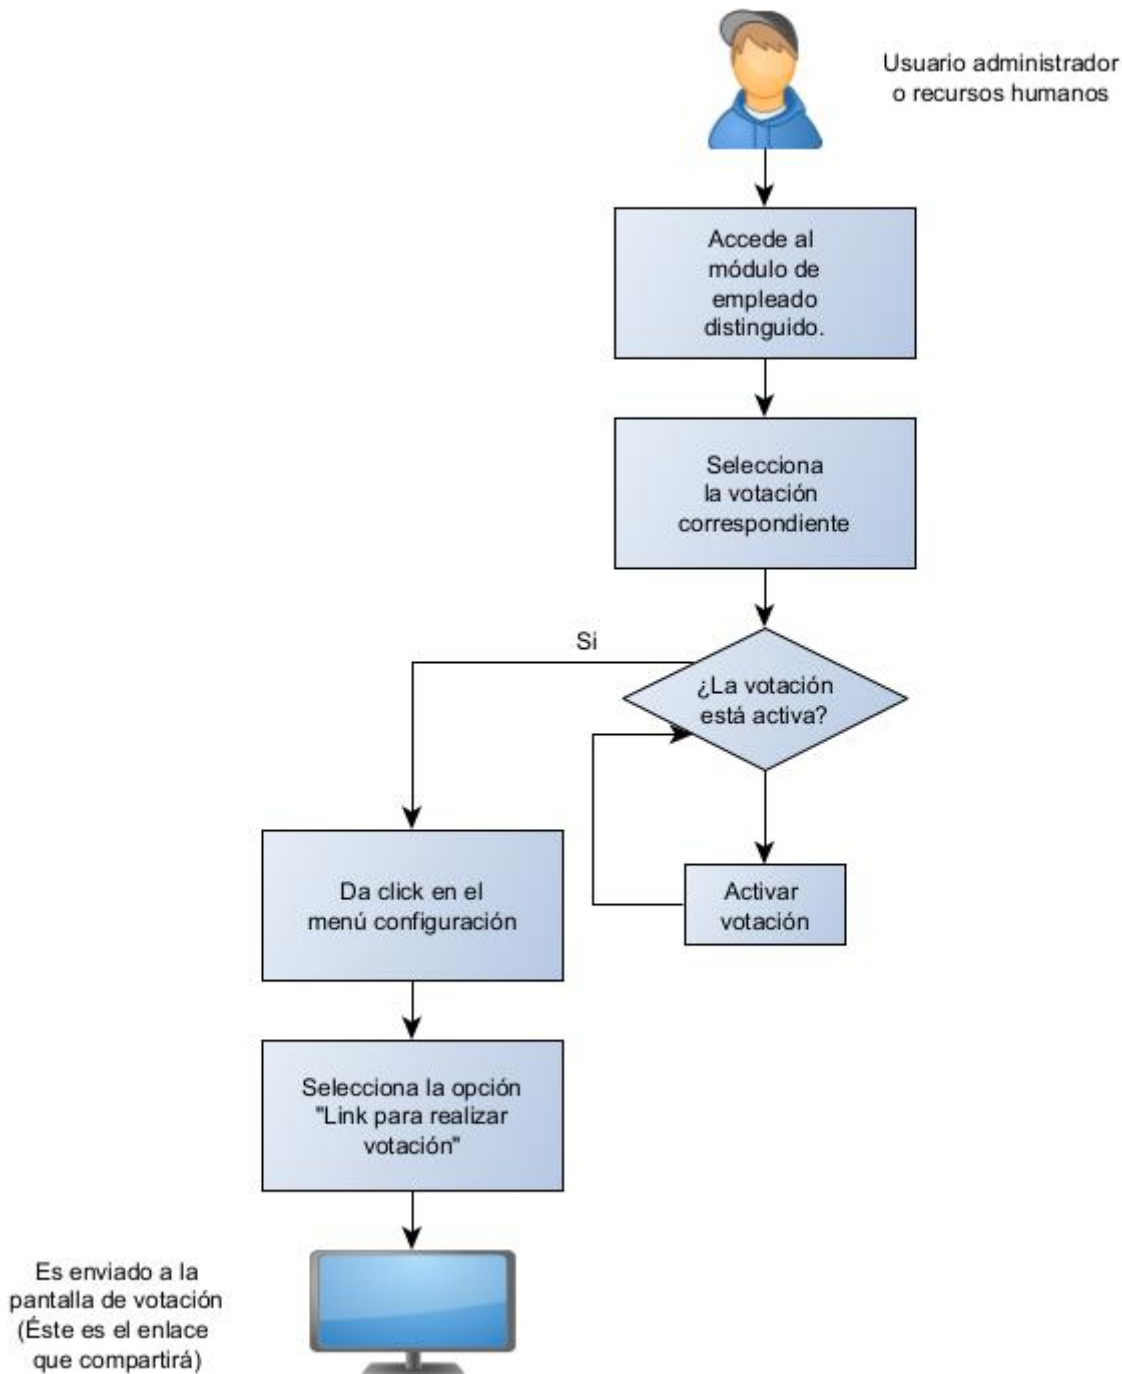 Usuario administrador
o recursos humanos
Accede al
módulo de
empleado
distinguido.
Selecciona
la votación
correspondiente
Si
¿La votación
está activa?
Activar
votación
Da click en el
menú configuración
Selecciona la opción
"Link para realizar
votación"
Es enviado a la
pantalla de votación
(Éste es el enlace
que compartirá)